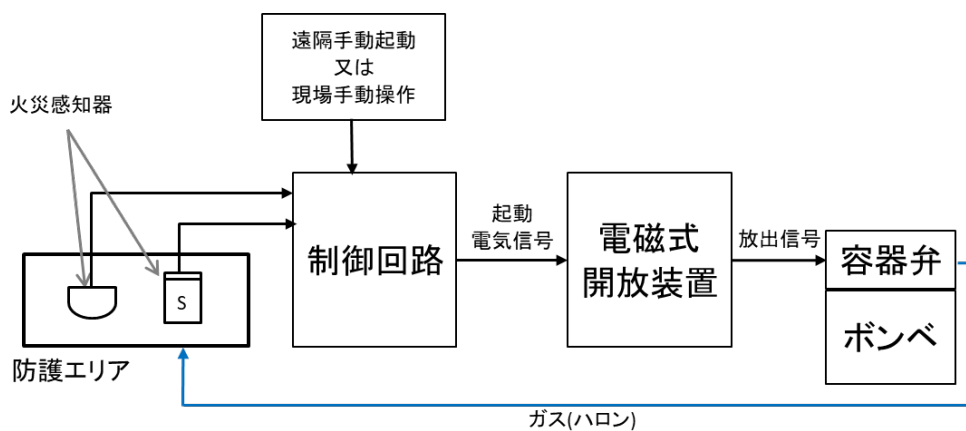 遠隔手動起動
又は
現場手動操作
火災感知器
制御回路
起動
電気信号
電磁式
開放装置
放出信号
容器弁
ボンベ
S
防護エリア
ガス(ハロン)